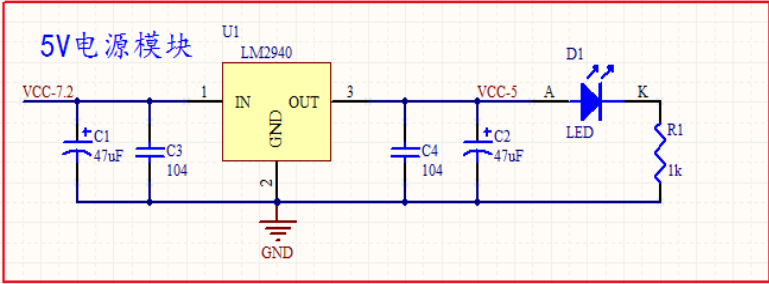 5V电源模块
U1
LM2940
VCC-7.2
1
IN
OUT
GND
3
2
VCC-5
A
D1
K
LED
C1
47uF
C3
104
C4
104
C2
47uF
R1
1k
GND